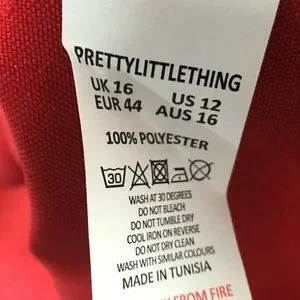 PRETTYLITTLETHING
UK 16 US 12
EUR 44 AUS 16
100% POLYESTER
30
WASH AT 30 DEGREES
DO NOT BLEACH
DO NOT TUMBLE DRY
COOL IRON ON REVERSE
DO NOT DRY CLEAN
WASH WITH SIMILAR COLOURS
MADE IN TUNISIA
FROM FIRE